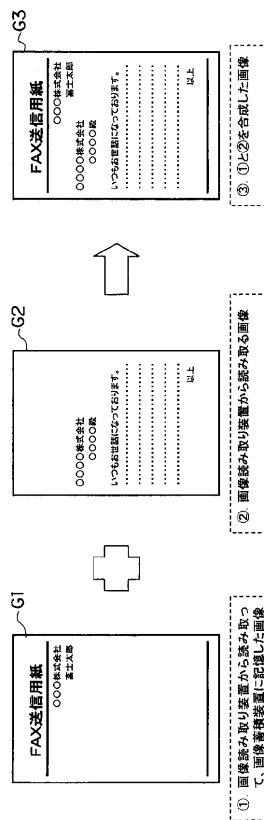 G1
FAX送信用紙
○○○株式会社
富士太郎
①. 画像読み取り装置から読み取っ
て、画像蓄積装置に記憶した画像
G2
○○○○株式会社
○○○○殿
いつもお世話になっております。
以上
②. 画像読み取り装置から読み取る画像
G3
FAX送信用紙
○○○株式会社
富士太郎
○○○○株式会社
○○○○殿
いつもお世話になっております。
以上
③. ①と②を合成した画像